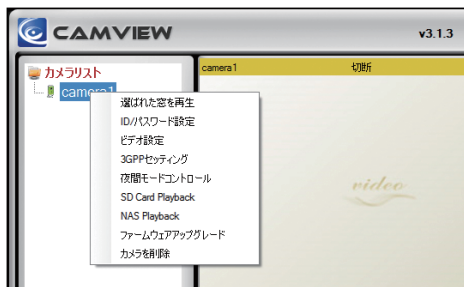 CAMVIEW
v3.1.3
カメラリスト
camera1
camera1 切断
選ばれた窓を再生
ID/パスワード設定
ビデオ設定
3GPPセッティング
夜間モードコントロール
SD Card Playback
NAS Playback
ファームウェアアップグレード
カメラを削除
video